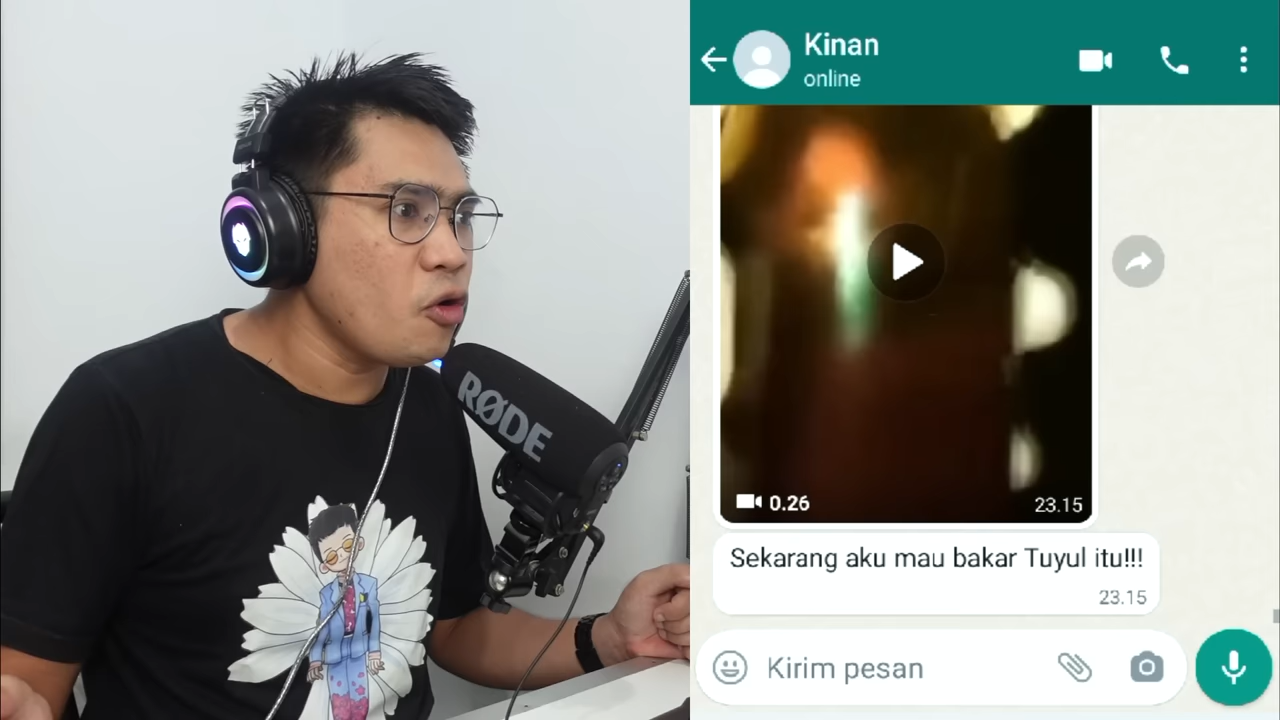 RØDE
Kinan
online
0.26
23.15
Sekarang aku mau bakar Tuyul itu!!!
23.15
Kirim pesan